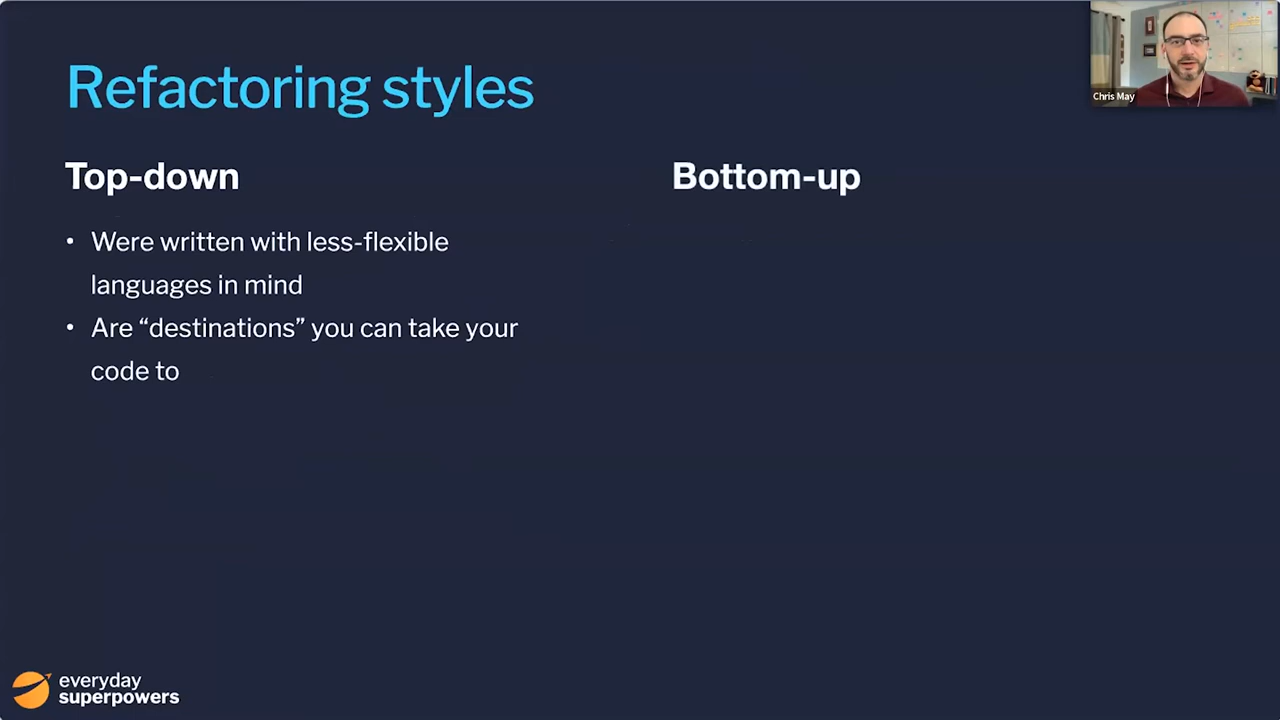 Refactoring styles
Chris May
Top-down
• Were written with less-flexible
languages in mind
• Are “destinations” you can take your
code to
Bottom-up
everyday
superpowers